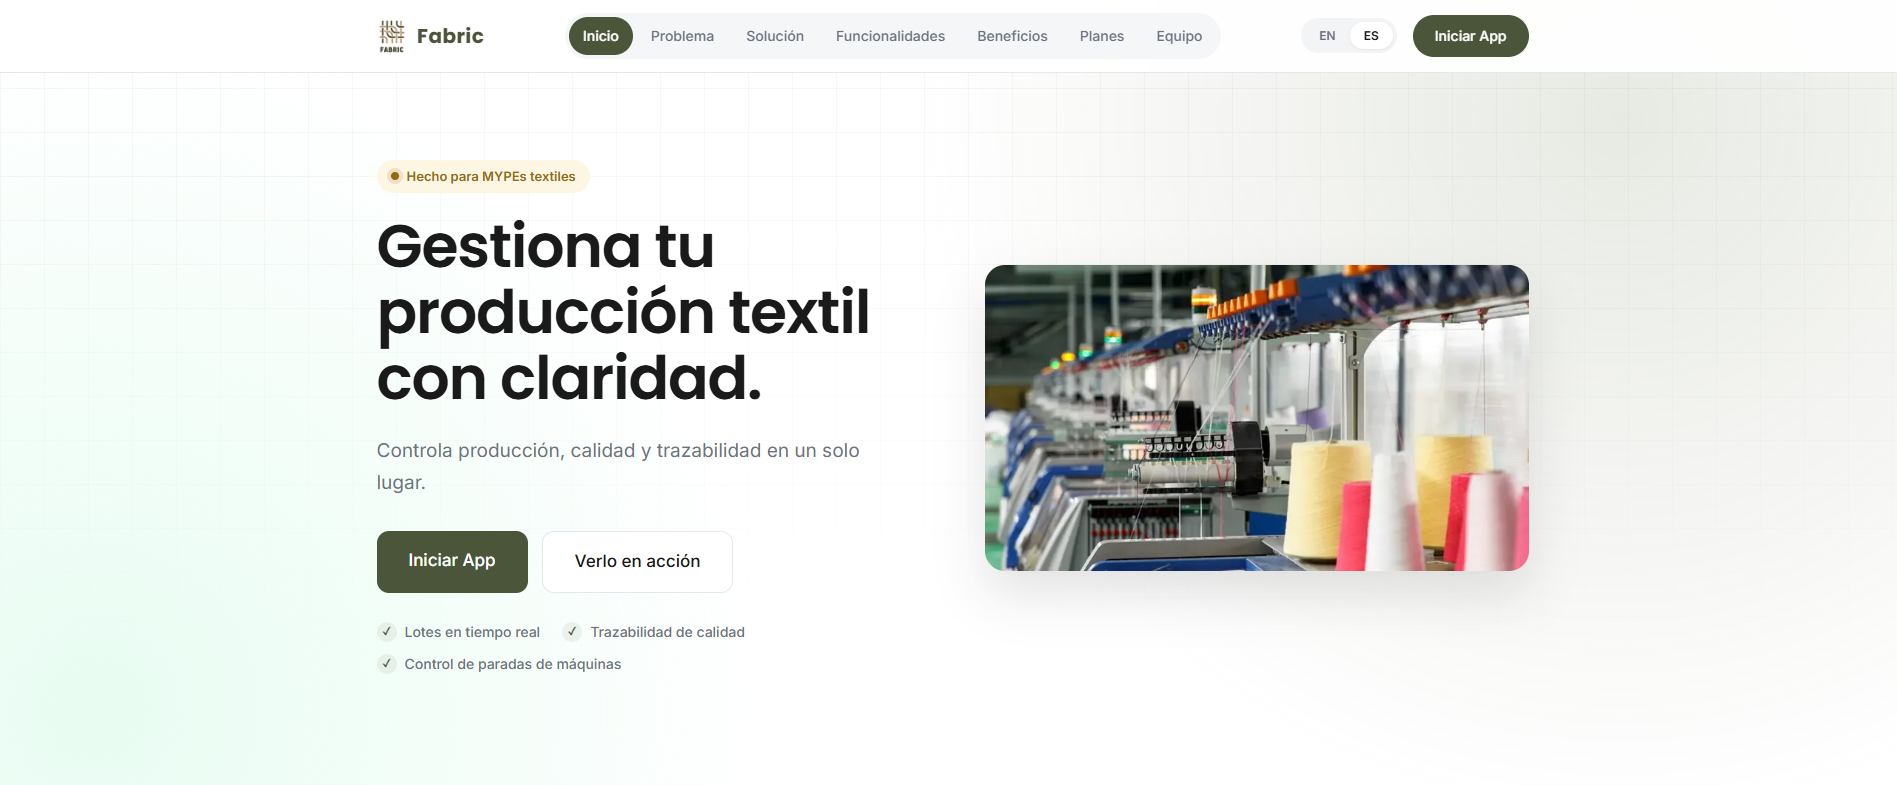 FABRIC
Fabric
Inicio
Problema
Solución
Funcionalidades
Beneficios
Planes
Equipo
EN
ES
Iniciar App
Hecho para MYPEs textiles
Gestiona tu
producción textil
con claridad.
Controla producción, calidad y trazabilidad en un solo
lugar.
Iniciar App
Verlo en acción
✓ Lotes en tiempo real
✓ Trazabilidad de calidad
✓ Control de paradas de máquinas